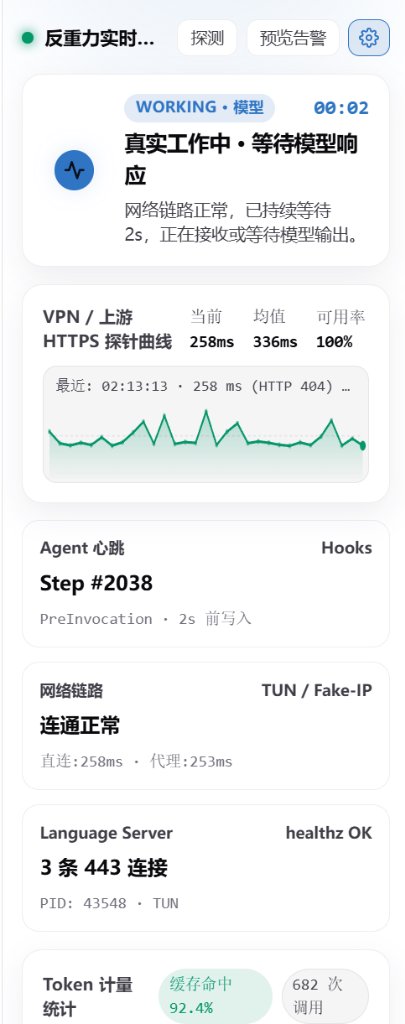 反重力实时… 探测 预览告警
WORKING · 模型 00:02
真实工作中 · 等待模型响
应
网络链路正常，已持续等待
2s，正在接收或等待模型输出。
VPN / 上游 当前 均值 可用率
HTTPS 探针曲线 258ms 336ms 100%
最近: 02:13:13 · 258 ms (HTTP 404) …
Agent 心跳 Hooks
Step #2038
PreInvocation · 2s 前写入
网络链路 TUN / Fake-IP
连通正常
直连:258ms · 代理:253ms
Language Server healthz OK
3 条 443 连接
PID: 43548 · TUN
Token 计量 缓存命中 682 次
统计 92.4% 调用